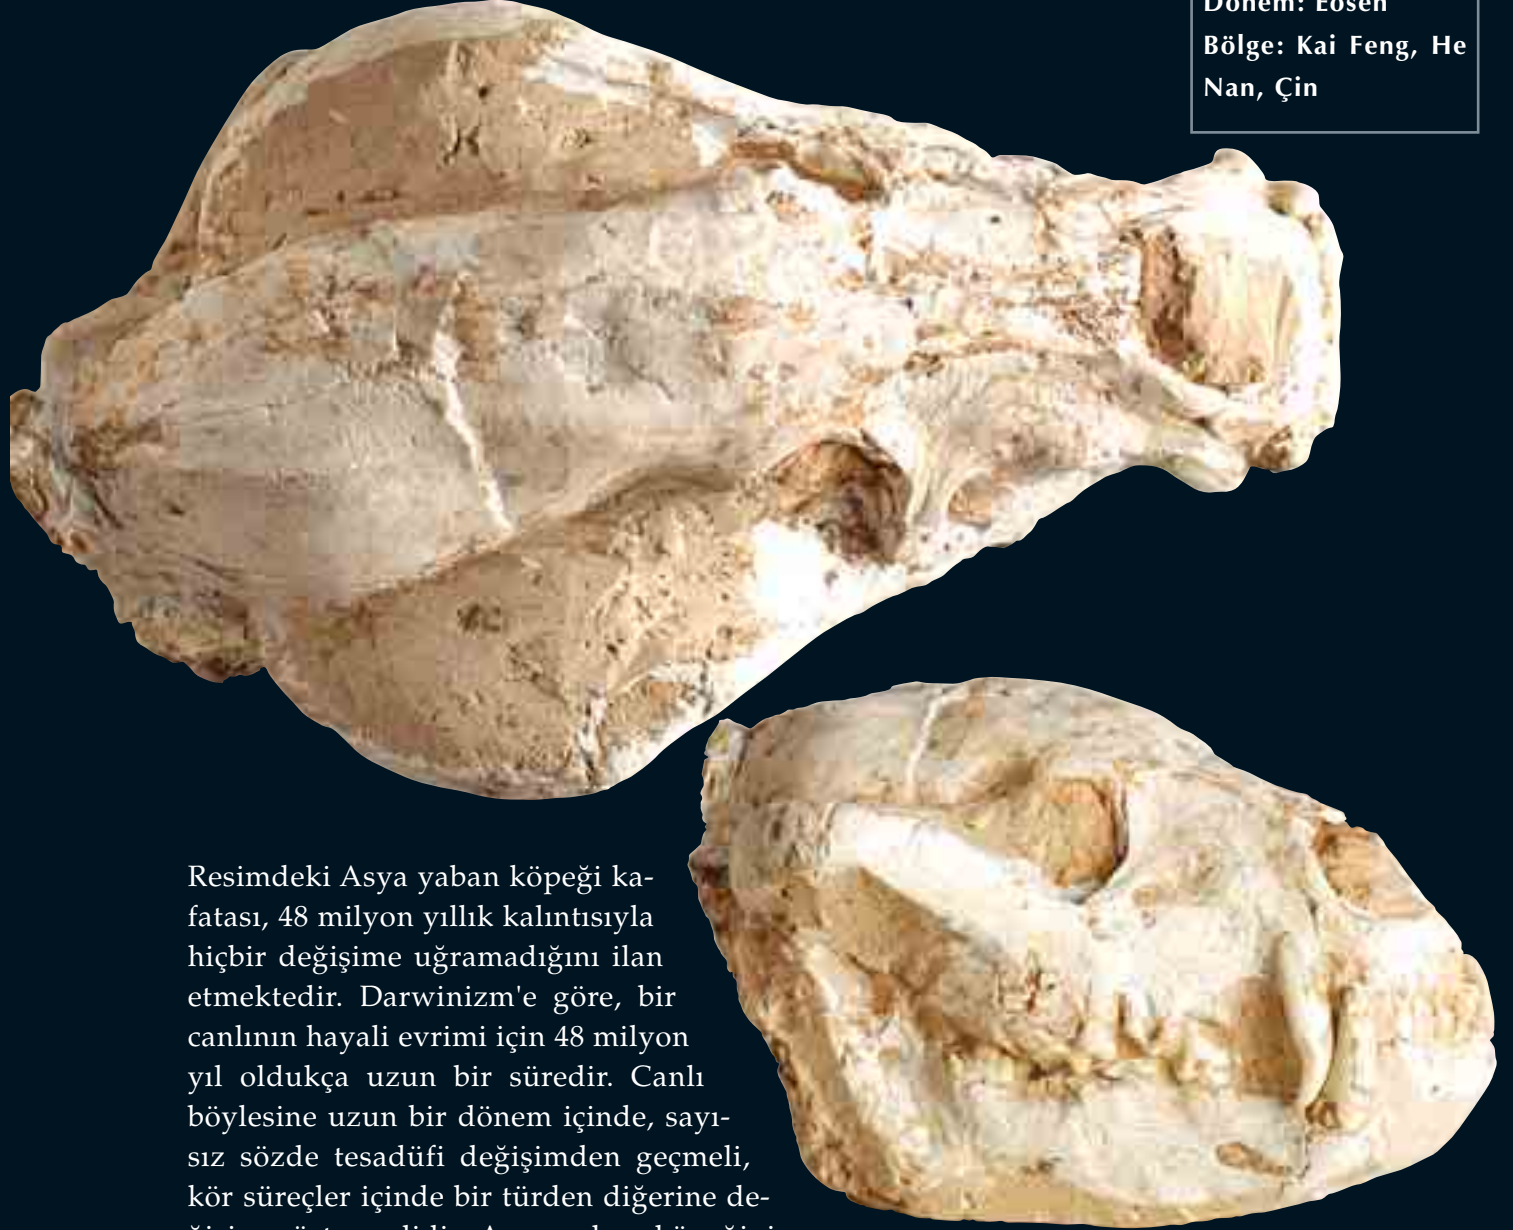 Dönem: Eosen
Bölge: Kai Feng, He
Nan, Çin
Resimdeki Asya yaban köpeği ka-
fatası, 48 milyon yıllık kalıntısıyla
hiçbir değişime uğramadığını ilan
etmektedir. Darwinizm'e göre, bir
canlının hayali evrimi için 48 milyon
yıl oldukça uzun bir süredir. Canlı
böylesine uzun bir dönem içinde, sayı-
sız sözde tesadüfi değişimden geçmeli,
kör süreçler içinde bir türden diğerine de-